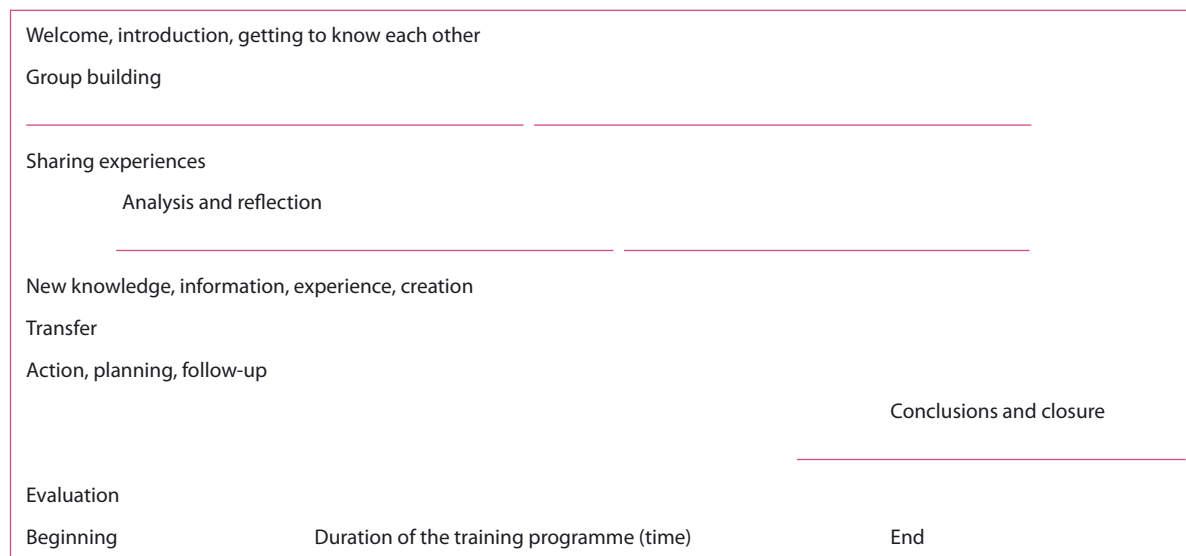 Welcome, introduction, getting to know each other
Group building
Sharing experiences
Analysis and reflection
New knowledge, information, experience, creation
Transfer
Action, planning, follow-up
Conclusions and closure
Evaluation
Beginning Duration of the training programme (time) End